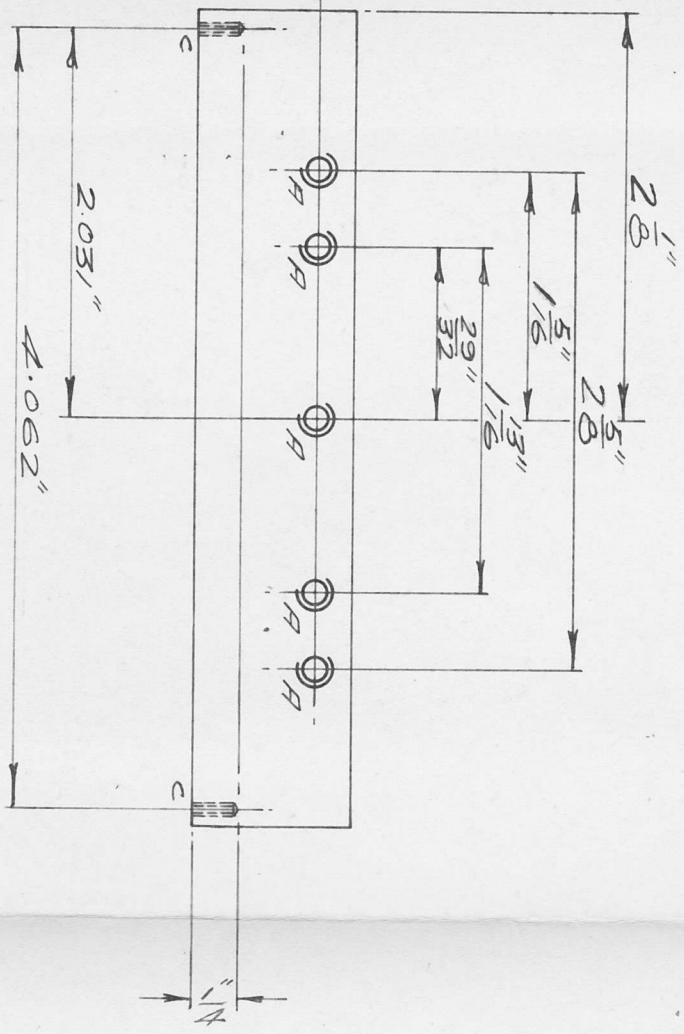 2 1/8"
2 5/8"
1 5/16"
1 13/16"
29/32"
A
A
A
A
A
C
C
2.031"
4.062"
1/4"